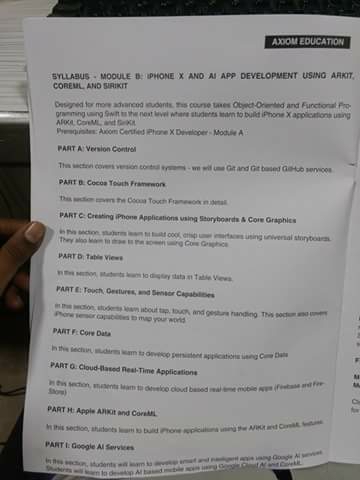 AXIOM EDUCATION
SYLLABUS - MODULE B: iPHONE X AND AI APP DEVELOPMENT USING ARKIT,
COREML, AND SIRIKIT
Designed for more advanced students, this course takes Object-Oriented and Functional Pro-
gramming using Swift to the next level where students learn to build iPhone X applications using
ARKit, CoreML, and SiriKit.
Prerequisites: Axiom Certified iPhone X Developer - Module A
PART A: Version Control
This section covers version control systems - we will use Git and Git based GitHub services.
PART B: Cocoa Touch Framework
This section covers the Cocoa Touch Framework in detail.
PART C: Creating iPhone Applications using Storyboards & Core Graphics
In this section, students learn to build cool, crisp user interfaces using universal storyboards.
They also learn to draw to the screen using Core Graphics.
PART D: Table Views
In this section, students learn to display data in Table Views.
PART E: Touch, Gestures, and Sensor Capabilities
In this section, students learn about tap, touch, and gesture handling. This section also covers
iPhone sensor capabilities to map your world.
PART F: Core Data
In this section, students learn to develop persistent applications using Core Data
PART G: Cloud-Based Real-Time Applications
In this section, students learn to develop cloud based real-time mobile apps (Firebase and Fire-
Store)
PART H: Apple ARKit and CoreML
In this section, students learn to build iPhone applications using the ARKit and CoreML features.
PART I: Google AI Services
In this section, students will learn to develop smart and intelligent apps using Google AI services.
Students will learn to develop AI based mobile apps using Google Cloud AI and CoreML.